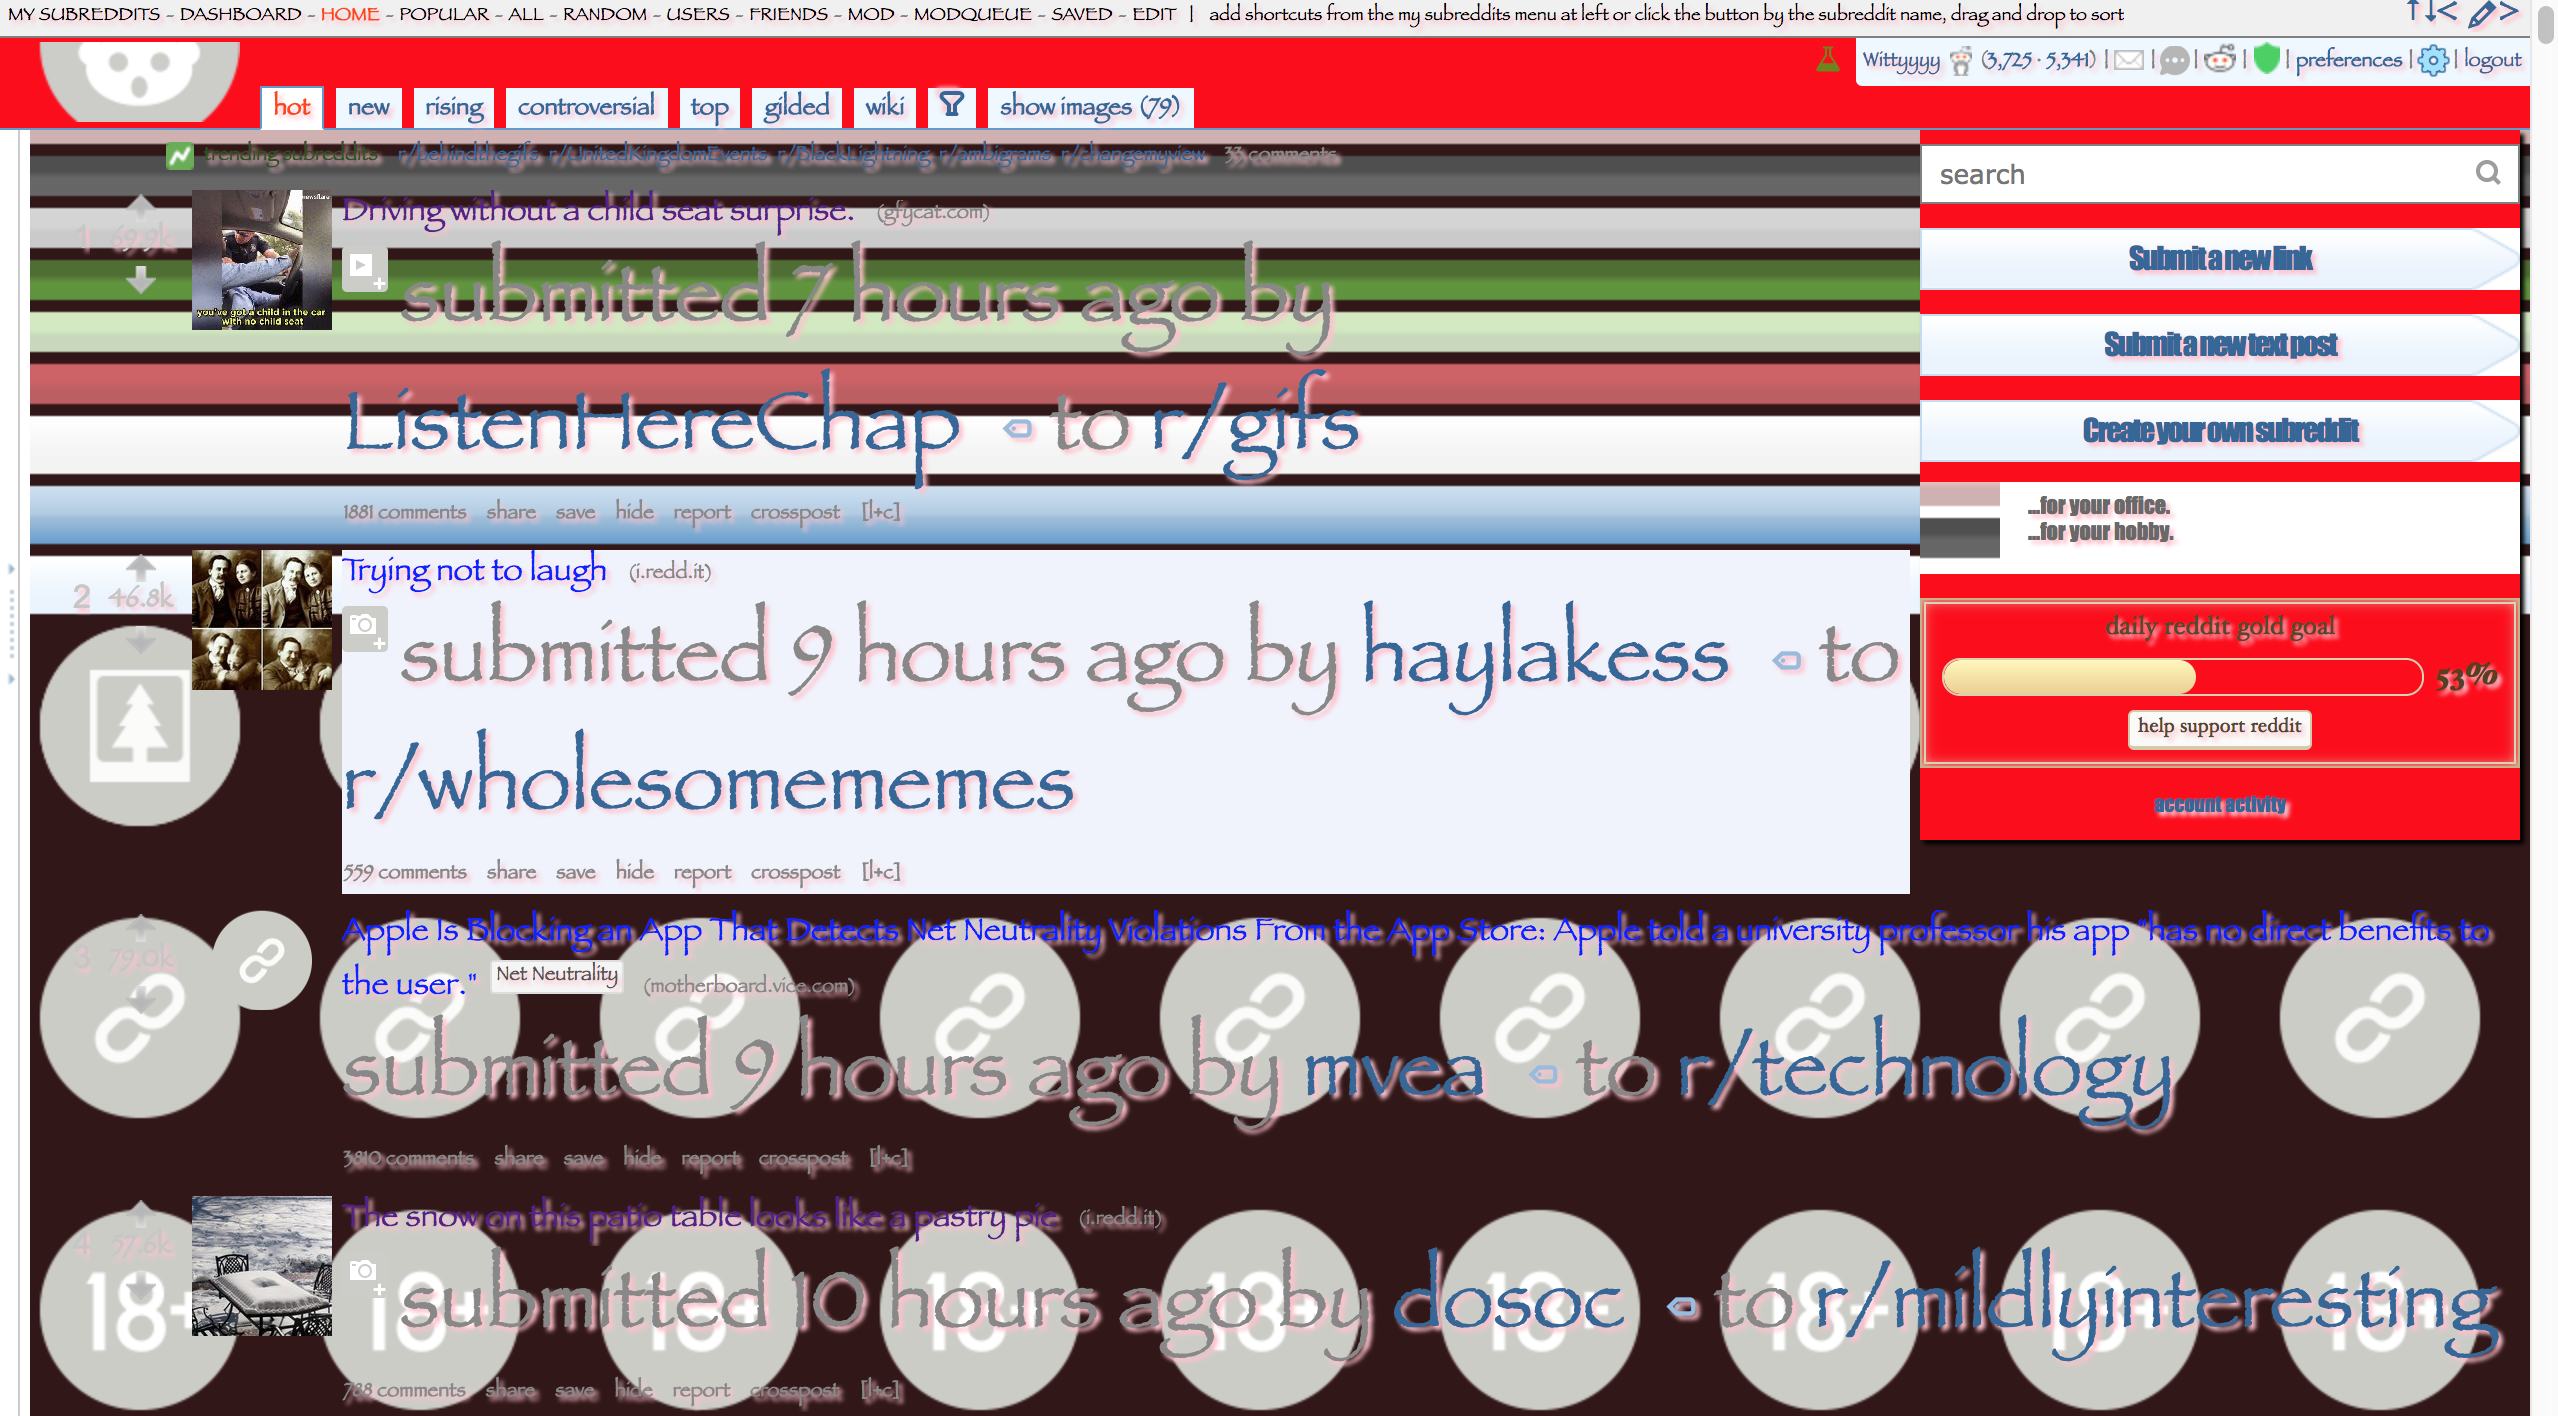 MY SUBREDDITS - DASHBOARD - HOME - POPULAR - ALL - RANDOM - USERS - FRIENDS - MOD - MODQUEUE - SAVED - EDIT | add shortcuts from the my subreddits menu at left or click the button by the subreddit name, drag and drop to sort
Wittyyyy (3,725 · 5,341) | | | | | preferences | | logout
hot new rising controversial top gilded wiki show images (79)
trending subreddits r/behindthegifs r/UnitedKingdomEvents r/BlackLightning r/ambigrams r/changemyview 33 comments
search
1 69.9k
newsflare
you've got a child in the car
with no child seat
Driving without a child seat surprise. (gfycat.com)
submitted 7 hours ago by
ListenHereChap to r/gifs
1881 comments share save hide report crosspost [l+c]
Submit a new link
Submit a new text post
Create your own subreddit
...for your office.
...for your hobby.
daily reddit gold goal
53%
help support reddit
account activity
2 46.8k
Trying not to laugh (i.redd.it)
submitted 9 hours ago by haylakess to
r/wholesomememes
559 comments share save hide report crosspost [l+c]
3 79.0k
Apple Is Blocking an App That Detects Net Neutrality Violations From the App Store: Apple told a university professor his app "has no direct benefits to
the user." Net Neutrality (motherboard.vice.com)
submitted 9 hours ago by mvea to r/technology
3810 comments share save hide report crosspost [l+c]
4 57.6k
The snow on this patio table looks like a pastry pie (i.redd.it)
submitted 10 hours ago by dosoc to r/mildlyinteresting
18+ 18+ 18+ 18+ 18+ 18+ 18+ 18+ 18+
788 comments share save hide report crosspost [l+c]